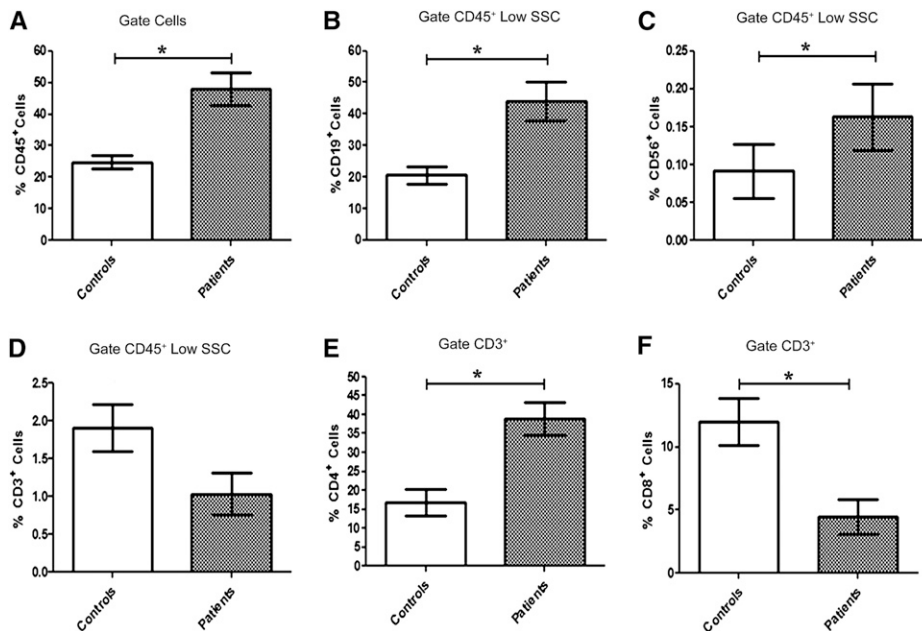 A
Gate Cells
*
% CD45⁺Cells
60
50
40
30
20
10
0
Controls
Patients
B
Gate CD45⁺ Low SSC
*
% CD19⁺Cells
60
50
40
30
20
10
0
Controls
Patients
C
Gate CD45⁺ Low SSC
*
% CD56⁺ Cells
0.25
0.20
0.15
0.10
0.05
0.00
Controls
Patients
D
Gate CD45⁺ Low SSC
% CD3⁺ Cells
2.5
2.0
1.5
1.0
0.5
0.0
Controls
Patients
E
Gate CD3⁺
*
% CD4⁺ Cells
50
45
40
35
30
25
20
15
10
5
0
Controls
Patients
F
Gate CD3⁺
*
% CD8⁺ Cells
15
10
5
0
Controls
Patients